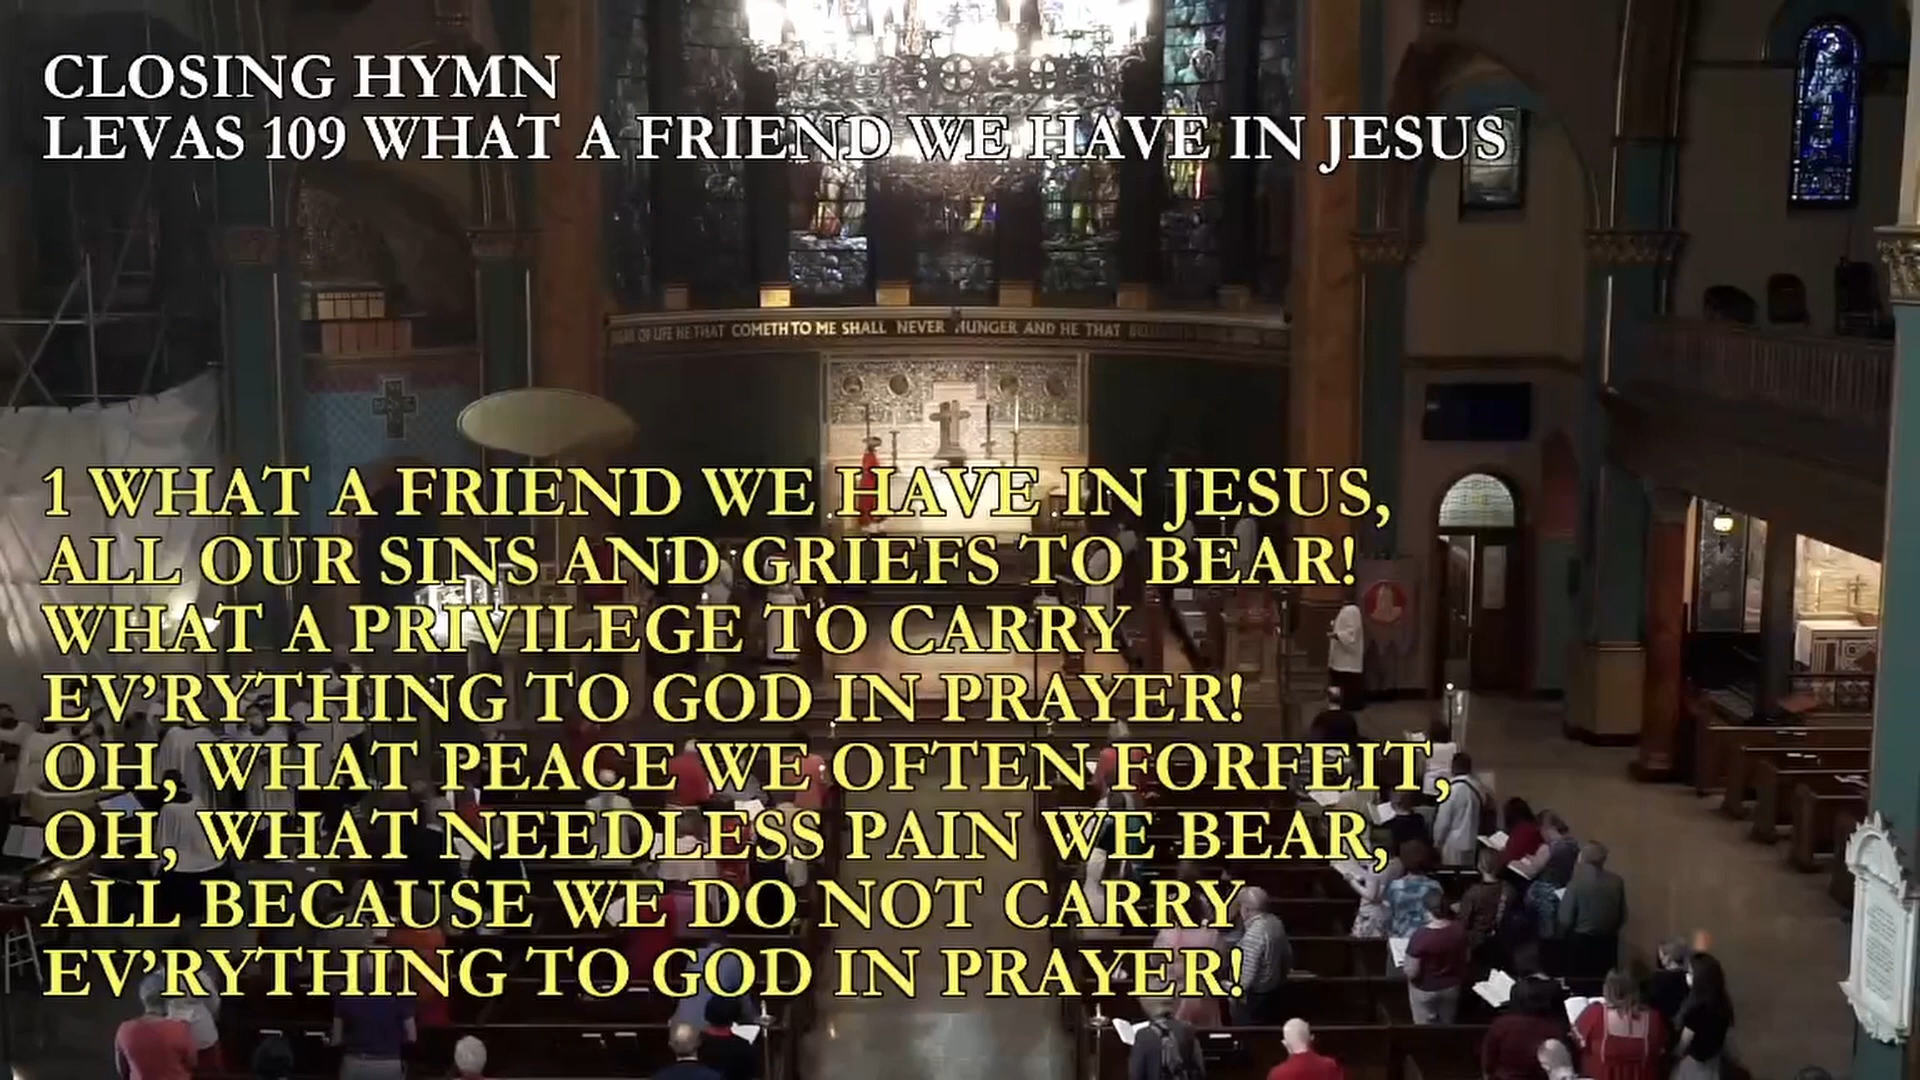 CLOSING HYMN
LEVAS 109 WHAT A FRIEND WE HAVE IN JESUS
OF LIFE HE THAT COMETH TO ME SHALL NEVER HUNGER AND HE THAT
1 WHAT A FRIEND WE HAVE IN JESUS,
ALL OUR SINS AND GRIEFS TO BEAR!
WHAT A PRIVILEGE TO CARRY
EV’RYTHING TO GOD IN PRAYER!
OH, WHAT PEACE WE OFTEN FORFEIT,
OH, WHAT NEEDLESS PAIN WE BEAR,
ALL BECAUSE WE DO NOT CARRY
EV’RYTHING TO GOD IN PRAYER!